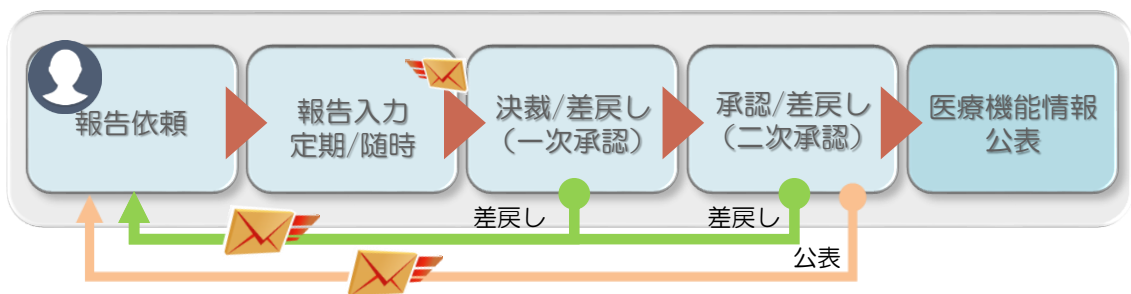 報告依頼
報告入力
定期/随時
決裁/差戻し
（一次承認）
承認/差戻し
（二次承認）
医療機能情報
公表
差戻し
差戻し
公表